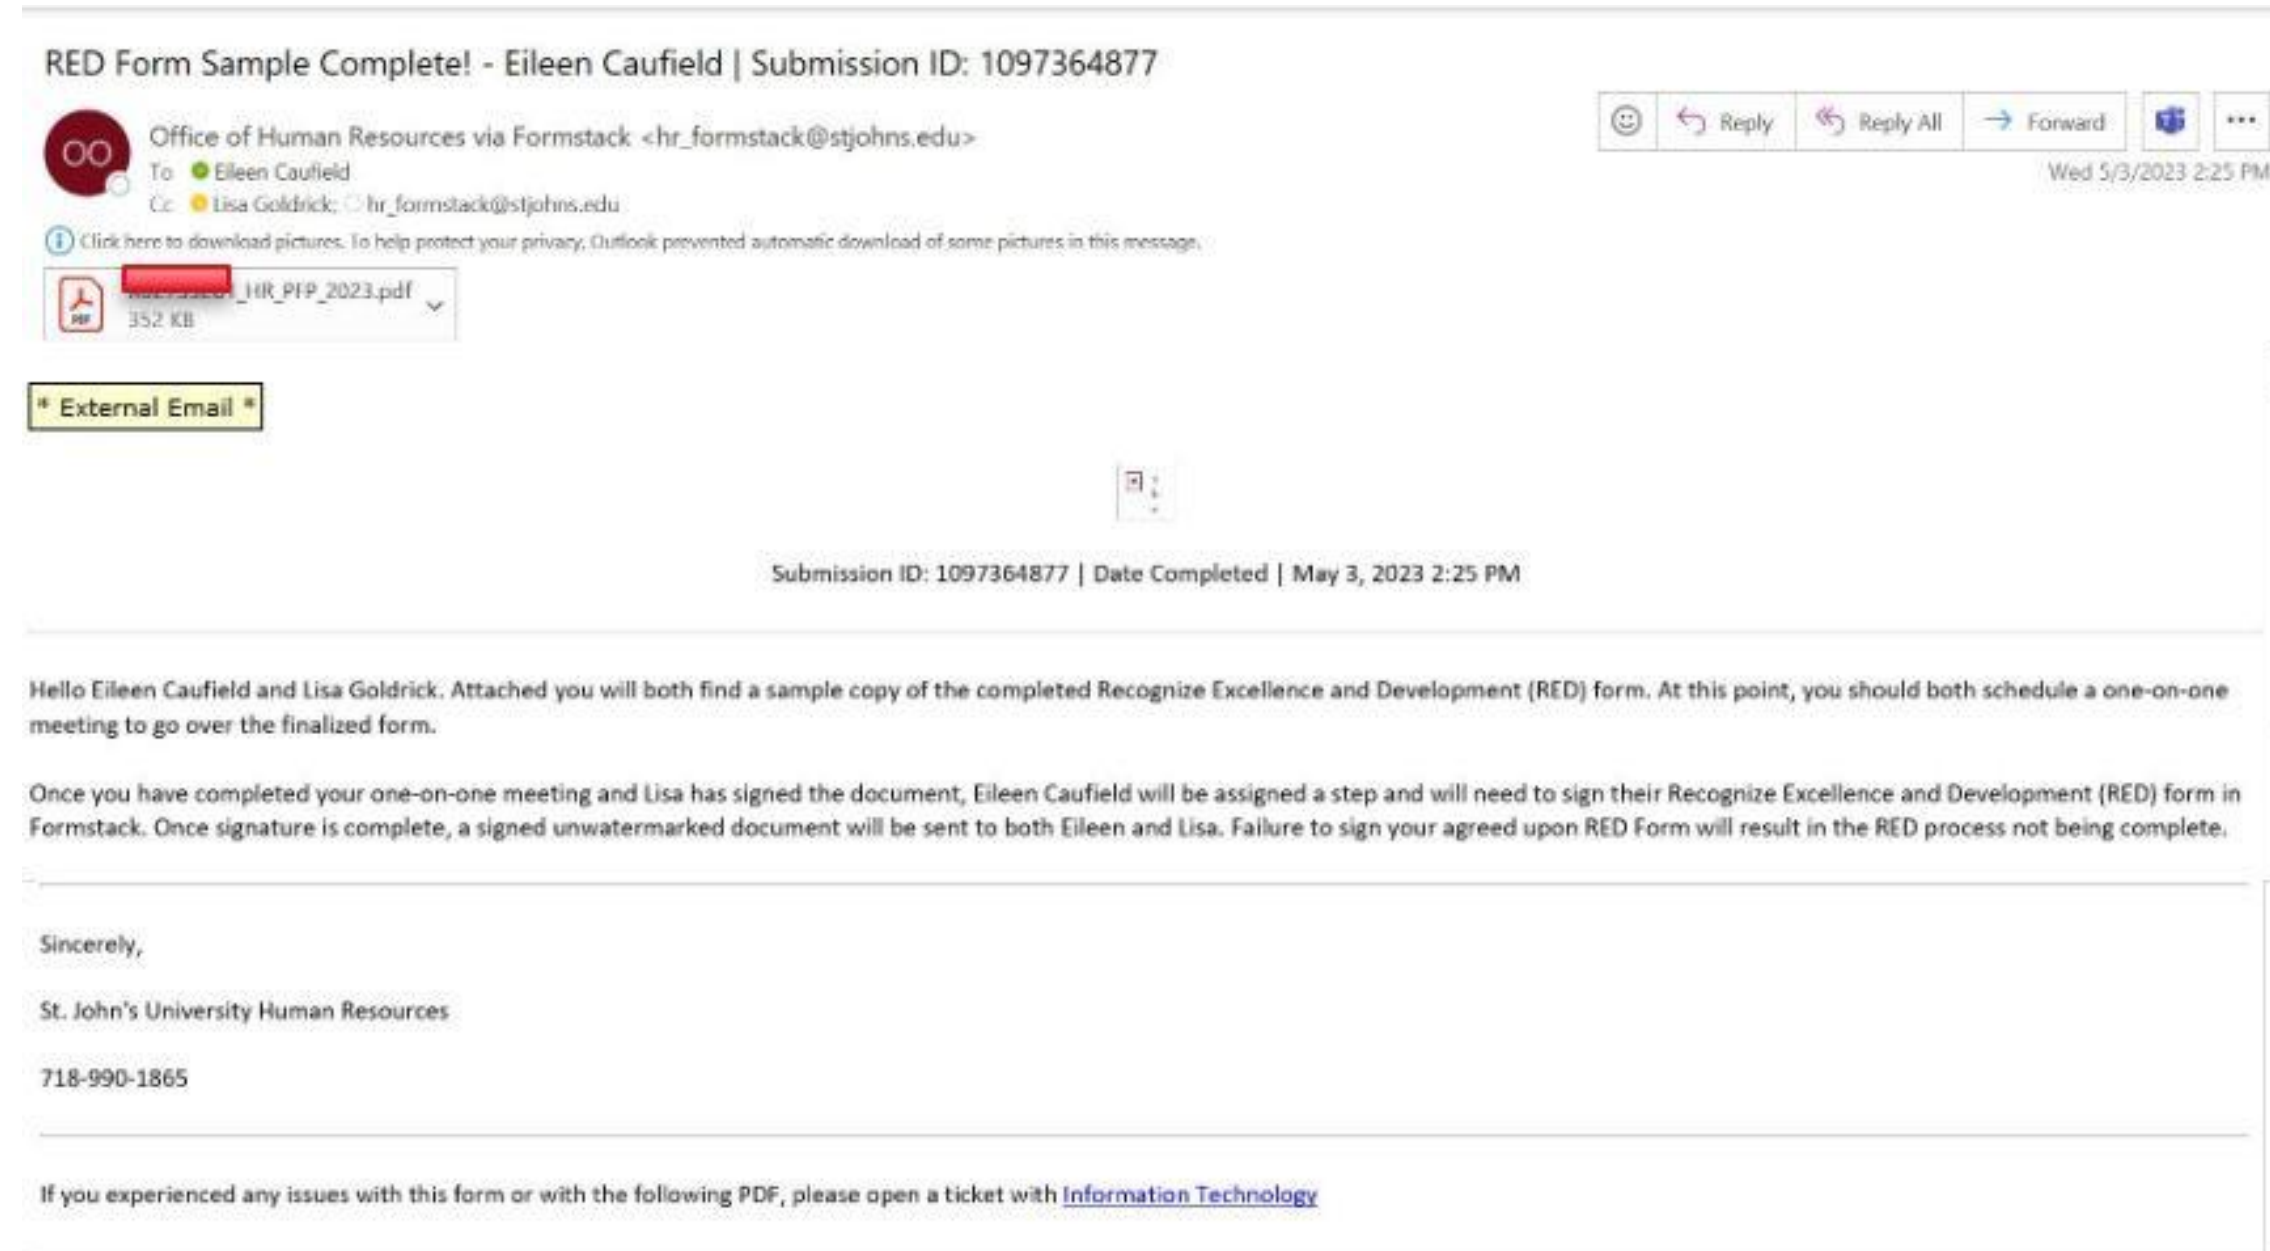 RED Form Sample Complete! - Eileen Caufield | Submission ID: 1097364877
OO
Office of Human Resources via Formstack <hr_formstack@stjohns.edu>
To Eileen Caufield
Cc Lisa Goldrick; hr_formstack@stjohns.edu
Reply
Reply All
Forward
Wed 5/3/2023 2:25 PM
Click here to download pictures. To help protect your privacy, Outlook prevented automatic download of some pictures in this message.
_HR_PFP_2023.pdf
PDF
352 KB
* External Email *
Submission ID: 1097364877 | Date Completed | May 3, 2023 2:25 PM
Hello Eileen Caufield and Lisa Goldrick. Attached you will both find a sample copy of the completed Recognize Excellence and Development (RED) form. At this point, you should both schedule a one-on-one
meeting to go over the finalized form.
Once you have completed your one-on-one meeting and Lisa has signed the document, Eileen Caufield will be assigned a step and will need to sign their Recognize Excellence and Development (RED) form in
Formstack. Once signature is complete, a signed unwatermarked document will be sent to both Eileen and Lisa. Failure to sign your agreed upon RED Form will result in the RED process not being complete.
Sincerely,
St. John's University Human Resources
718-990-1865
If you experienced any issues with this form or with the following PDF, please open a ticket with Information Technology